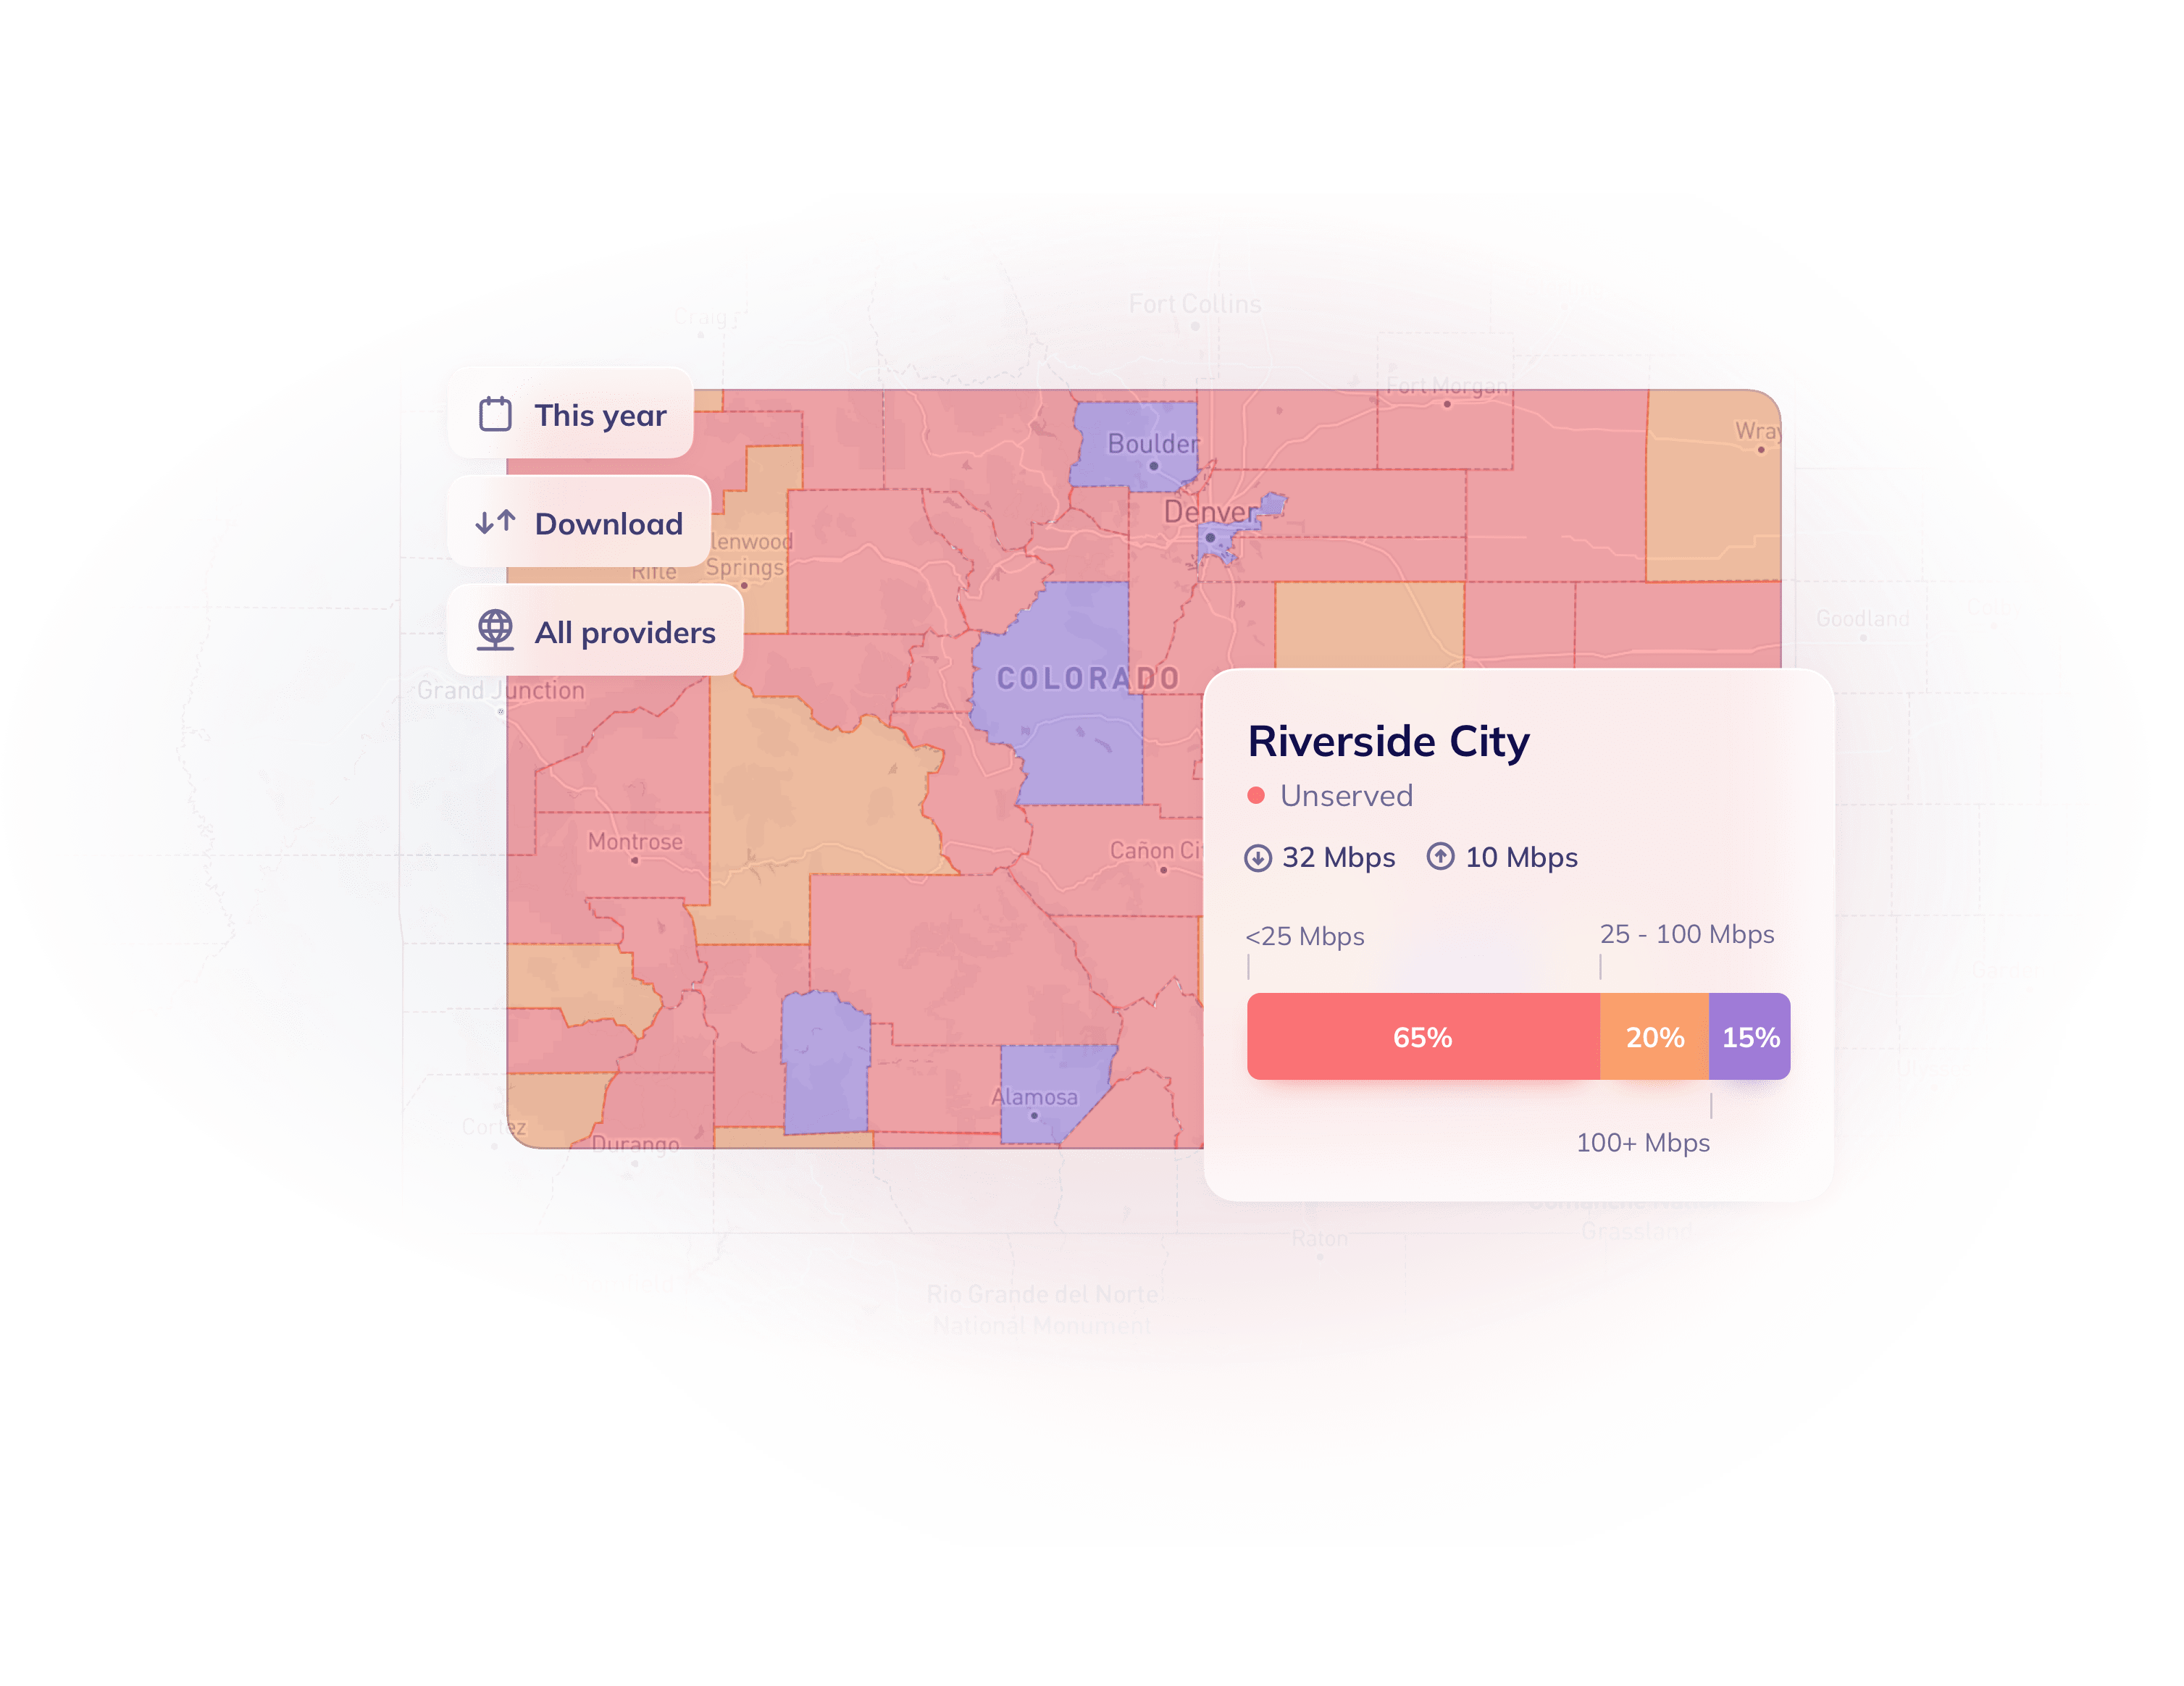 Craig
Fort Collins
Fort Morgan
This year
Boulder
Wray
Denver
Download
lenwood
Springs
Rifle
All providers
Goodland
COLORADO
Grand Junction
Riverside City
Unserved
32 Mbps
10 Mbps
Montrose
Cañon Cit
<25 Mbps
25 - 100 Mbps
65%
20%
15%
Alamosa
Cortez
Durango
100+ Mbps
Grassland
Raton
Rio Grande del Norte
National Monument